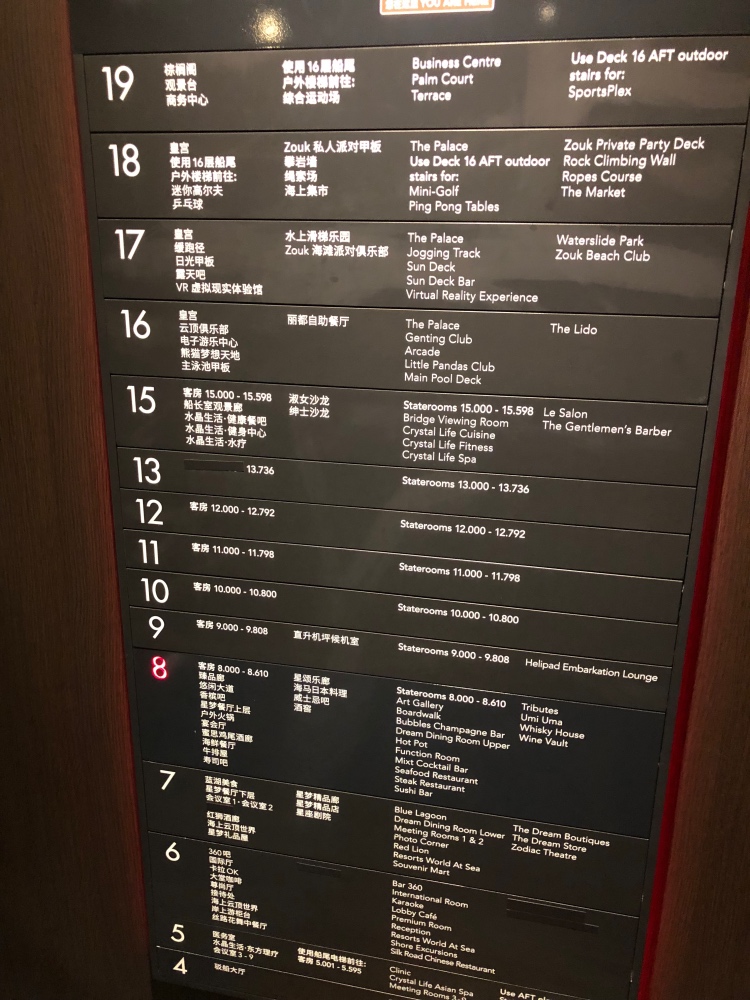 YOU ARE HERE
19
棕榈阁
观景台
商务中心
使用16层船尾
户外楼梯前往:
综合运动场
Business Centre
Palm Court
Terrace
Use Deck 16 AFT outdoor
stairs for:
SportsPlex
18
皇宫
使用16层船尾
户外楼梯前往:
迷你高尔夫
乒乓球
Zouk 私人派对甲板
攀岩墙
绳索场
海上集市
The Palace
Use Deck 16 AFT outdoor
stairs for:
Mini-Golf
Ping Pong Tables
Zouk Private Party Deck
Rock Climbing Wall
Ropes Course
The Market
17
皇宫
缓跑径
日光甲板
露天吧
VR 虚拟现实体验馆
水上滑梯乐园
Zouk 海滩派对俱乐部
The Palace
Jogging Track
Sun Deck
Sun Deck Bar
Virtual Reality Experience
Waterslide Park
Zouk Beach Club
16
皇宫
云顶俱乐部
电子游乐中心
熊猫梦想天地
主泳池甲板
丽都自助餐厅
The Palace
Genting Club
Arcade
Little Pandas Club
Main Pool Deck
The Lido
15
客房 15.000 - 15.598
船长室观景廊
水晶生活·健康餐吧
水晶生活·健身中心
水晶生活·水疗
淑女沙龙
绅士沙龙
Staterooms 15.000 - 15.598
Bridge Viewing Room
Crystal Life Cuisine
Crystal Life Fitness
Crystal Life Spa
Le Salon
The Gentlemen's Barber
13
13.736
Staterooms 13.000 - 13.736
12
客房 12.000 - 12.792
Staterooms 12.000 - 12.792
11
客房 11.000 - 11.798
Staterooms 11.000 - 11.798
10
客房 10.000 - 10.800
Staterooms 10.000 - 10.800
9
客房 9.000 - 9.808
直升机坪候机室
Staterooms 9.000 - 9.808
Helipad Embarkation Lounge
8
客房 8.000 - 8.610
臻品廊
悠闲大道
香槟吧
星梦餐厅上层
户外火锅
宴会厅
蜜思鸡尾酒廊
海鲜餐厅
牛排屋
寿司吧
星颂乐廊
海马日本料理
威士忌吧
酒窖
Staterooms 8.000 - 8.610
Art Gallery
Boardwalk
Bubbles Champagne Bar
Dream Dining Room Upper
Hot Pot
Function Room
Mixt Cocktail Bar
Seafood Restaurant
Steak Restaurant
Sushi Bar
Tributes
Umi Uma
Whisky House
Wine Vault
7
蓝湖美食
星梦餐厅下层
会议室 1·会议室 2
红狮酒廊
海上云顶世界
星梦礼品屋
星梦精品廊
星梦精品店
星座剧院
Blue Lagoon
Dream Dining Room Lower
Meeting Rooms 1 & 2
Photo Corner
Red Lion
Resorts World At Sea
Souvenir Mart
The Dream Boutiques
The Dream Store
Zodiac Theatre
6
360 吧
国际厅
卡拉 OK
大堂咖啡
尊尚厅
接待处
海上云顶世界
岸上游柜台
丝路花舞中餐厅
Bar 360
International Room
Karaoke
Lobby Café
Premium Room
Reception
Resorts World At Sea
Shore Excursions
Silk Road Chinese Restaurant
5
医务室
水晶生活·东方理疗
会议室 3 - 9
使用船尾电梯前往:
客房 5.001 - 5.595
Clinic
Crystal Life Asian Spa
Meeting Rooms 3-9
4
驳船大厅